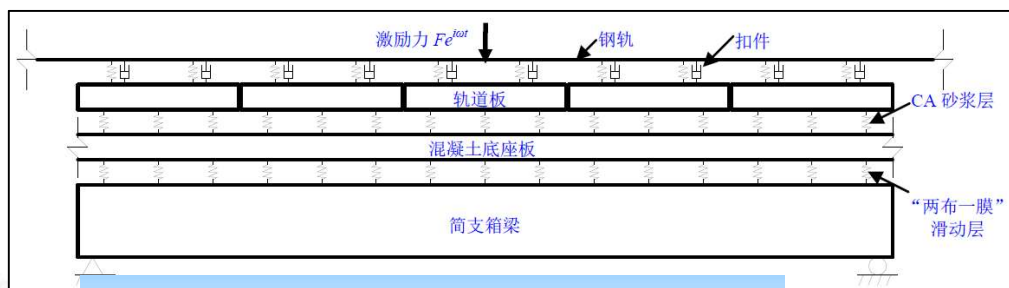 激励力 Fe^{iωt}
钢轨
扣件
轨道板
CA 砂浆层
混凝土底座板
“两布一膜”
滑动层
简支箱梁